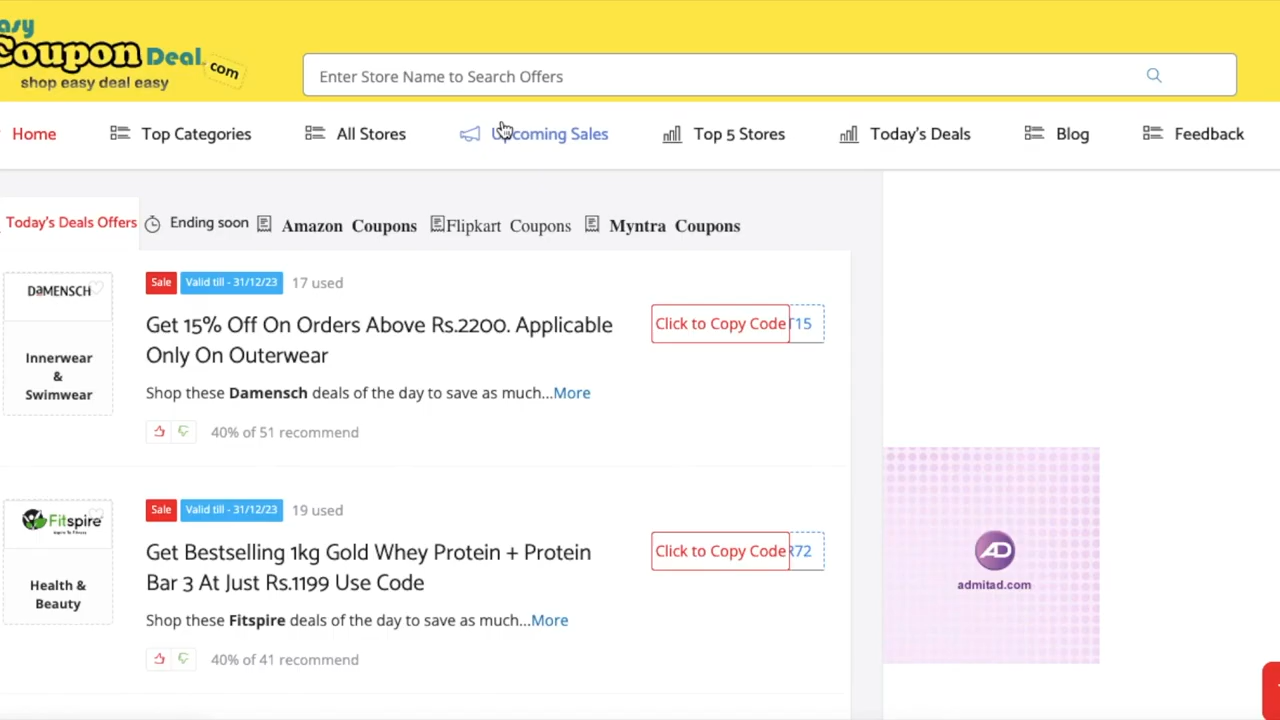 asy
Coupon Deal.com
shop easy deal easy
Enter Store Name to Search Offers
Home Top Categories All Stores Upcoming Sales Top 5 Stores Today's Deals Blog Feedback
Today's Deals Offers Ending soon Amazon Coupons Flipkart Coupons Myntra Coupons
DaMENSCH
Innerwear
&
Swimwear
Sale Valid till - 31/12/23 17 used
Get 15% Off On Orders Above Rs.2200. Applicable
Only On Outerwear
Shop these Damensch deals of the day to save as much...More
40% of 51 recommend
Click to Copy Code T15
Fitspire
Health &
Beauty
Sale Valid till - 31/12/23 19 used
Get Bestselling 1kg Gold Whey Protein + Protein
Bar 3 At Just Rs.1199 Use Code
Shop these Fitspire deals of the day to save as much...More
40% of 41 recommend
Click to Copy Code R72
AD
admitad.com